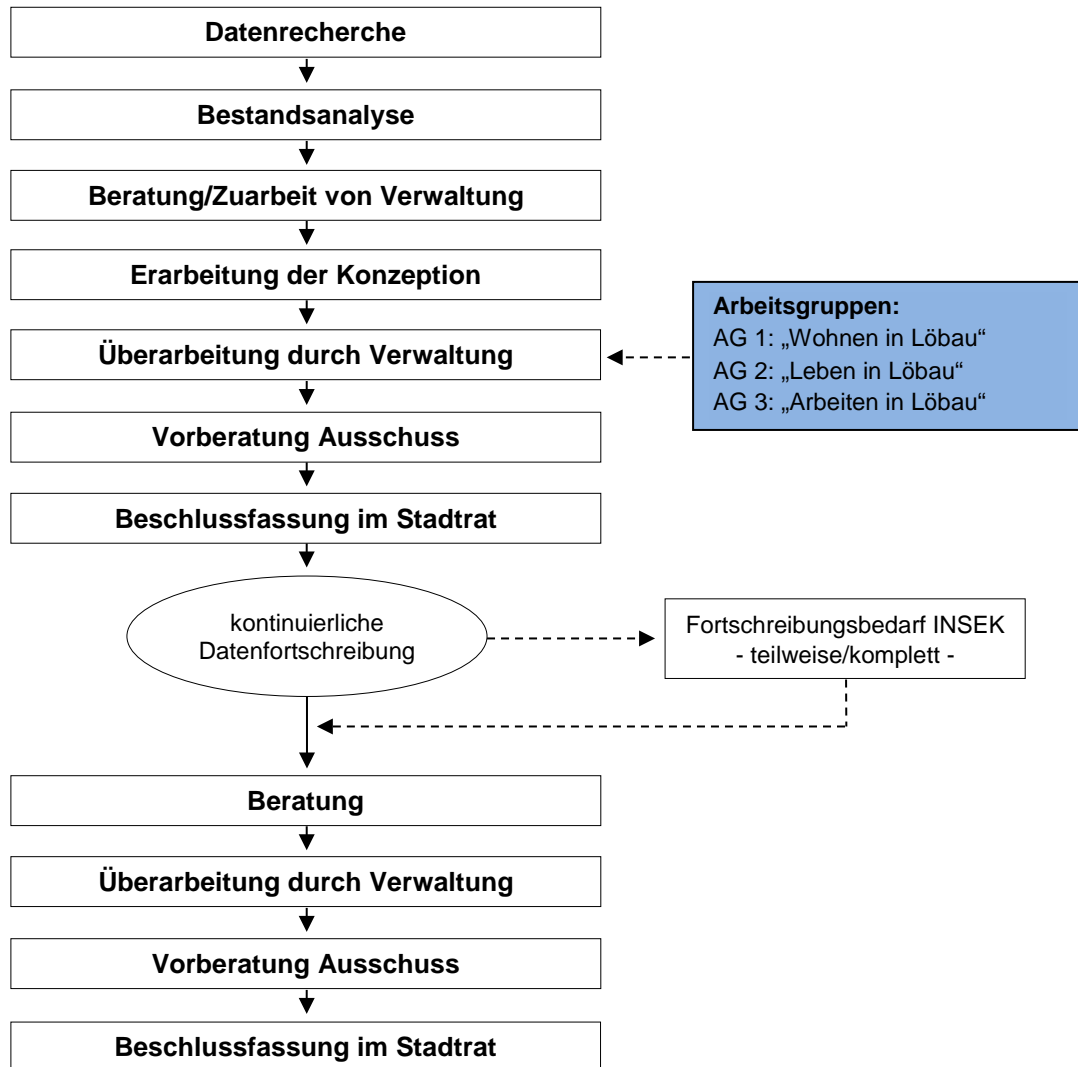 Datenrecherche
Bestandsanalyse
Beratung/Zuarbeit von Verwaltung
Erarbeitung der Konzeption
Überarbeitung durch Verwaltung
Arbeitsgruppen:
AG 1: „Wohnen in Löbau“
AG 2: „Leben in Löbau“
AG 3: „Arbeiten in Löbau“
Vorberatung Ausschuss
Beschlussfassung im Stadtrat
kontinuierliche
Datenfortschreibung
Fortschreibungsbedarf INSEK
- teilweise/komplett -
Beratung
Überarbeitung durch Verwaltung
Vorberatung Ausschuss
Beschlussfassung im Stadtrat